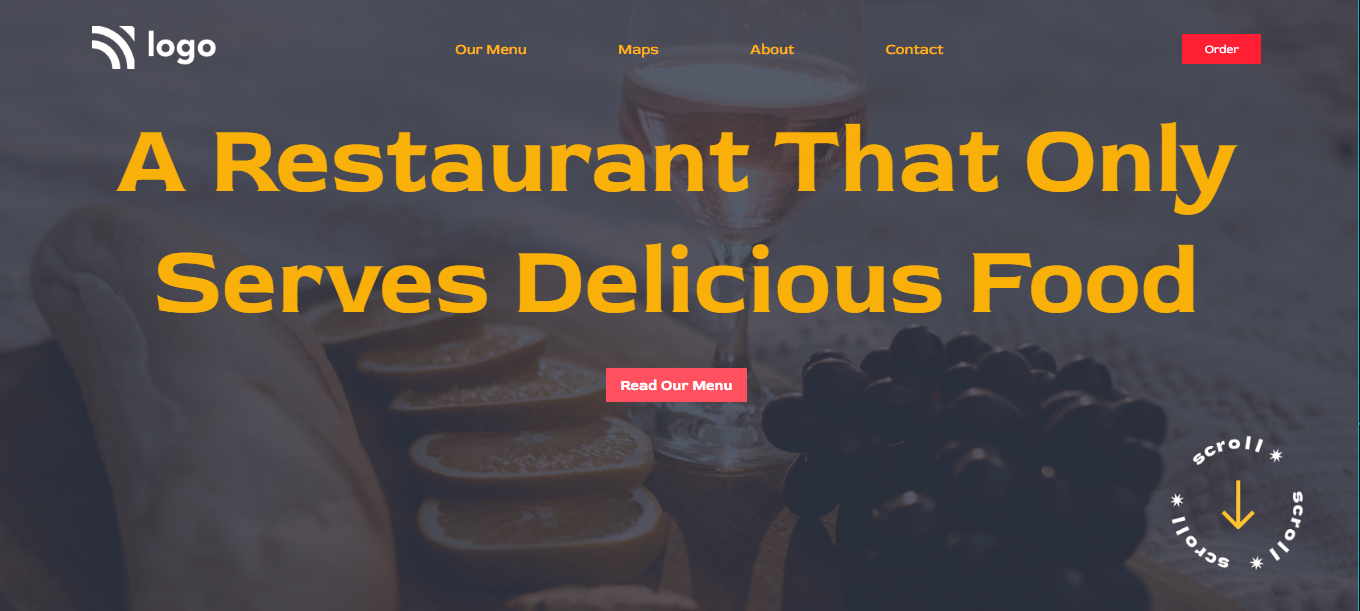 logo
Our Menu
Maps
About
Contact
Order
A Restaurant That Only
Serves Delicious Food
Read Our Menu
scroll * scroll * scroll *